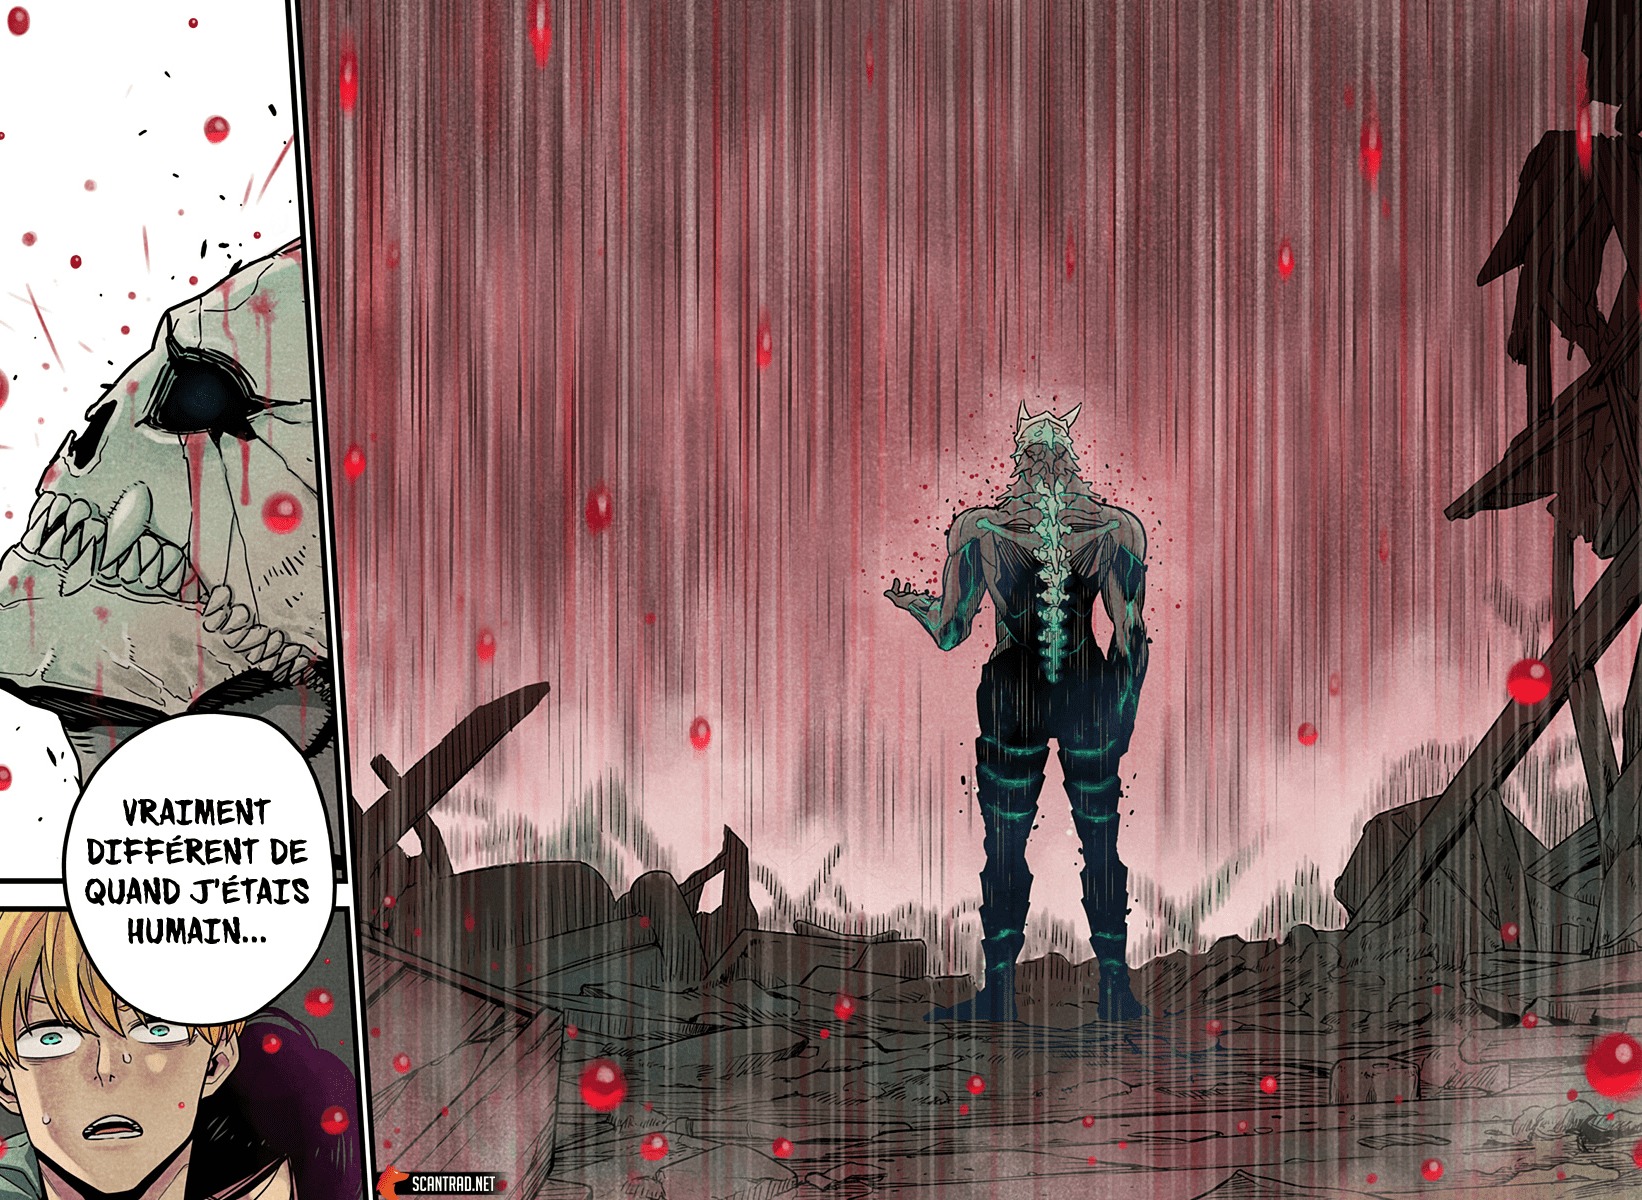 VRAIMENT
DIFFÉRENT DE
QUAND J'ÉTAIS
HUMAIN...
SCANTRAD.NET